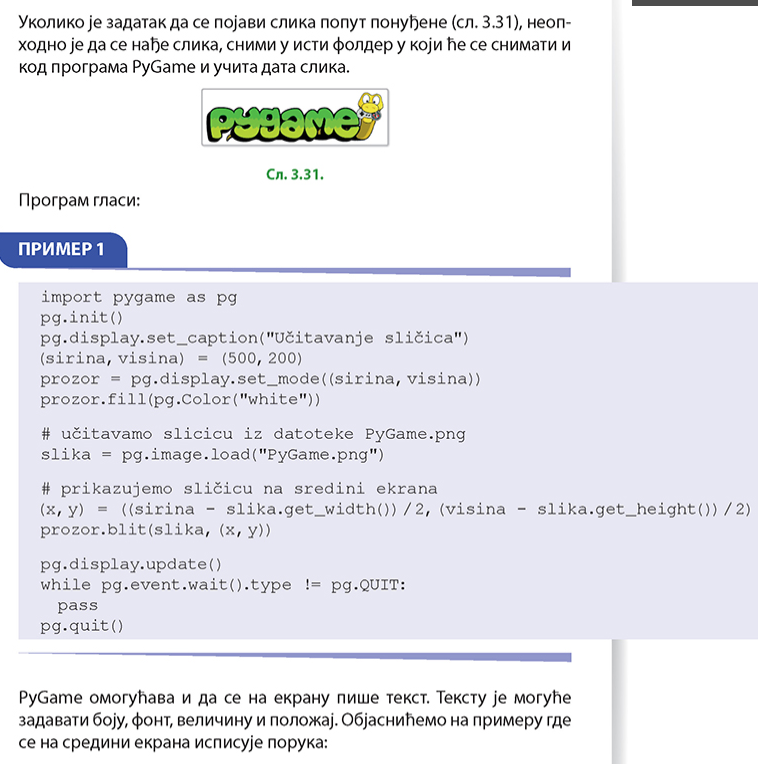 Уколико је задатак да се појави слика попут понуђене (сл. 3.31), неоп-
ходно је да се нађе слика, сними у исти фолдер у који ће се снимати и
код програма PyGame и учита дата слика.
pygame
Сл. 3.31.
Програм гласи:
ПРИМЕР 1
import pygame as pg
pg.init()
pg.display.set_caption("Učitavanje sličica")
(sirina, visina) = (500, 200)
prozor = pg.display.set_mode((sirina, visina))
prozor.fill(pg.Color("white"))
# učitavamo slicicu iz datoteke PyGame.png
slika = pg.image.load("PyGame.png")
# prikazujemo sličicu na sredini ekrana
(x, y) = ((sirina - slika.get_width()) / 2, (visina - slika.get_height()) / 2)
prozor.blit(slika, (x, y))
pg.display.update()
while pg.event.wait().type != pg.QUIT:
  pass
pg.quit()
PyGame омогућава и да се на екрану пише текст. Тексту је могуће
задавати боју, фонт, величину и положај. Објаснићемо на примеру где
се на средини екрана исписује порука: